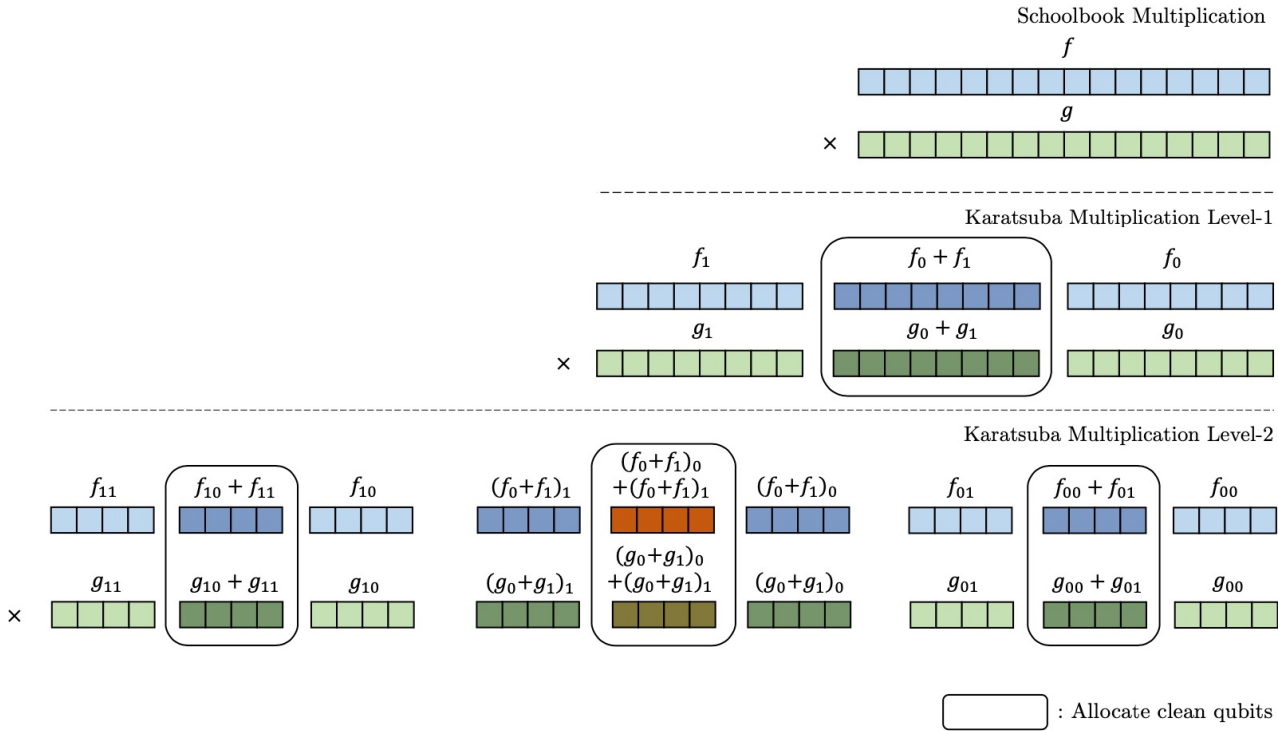 Schoolbook Multiplication
f
g
×
Karatsuba Multiplication Level-1
f₁ f₀ + f₁ f₀
g₁ g₀ + g₁ g₀
×
Karatsuba Multiplication Level-2
(f₀+f₁)₀
f₁₁ f₁₀ + f₁₁ f₁₀ (f₀+f₁)₁ +(f₀+f₁)₁ (f₀+f₁)₀ f₀₁ f₀₀ + f₀₁ f₀₀
(g₀+g₁)₀
g₁₁ g₁₀ + g₁₁ g₁₀ (g₀+g₁)₁ +(g₀+g₁)₁ (g₀+g₁)₀ g₀₁ g₀₀ + g₀₁ g₀₀
×
: Allocate clean qubits